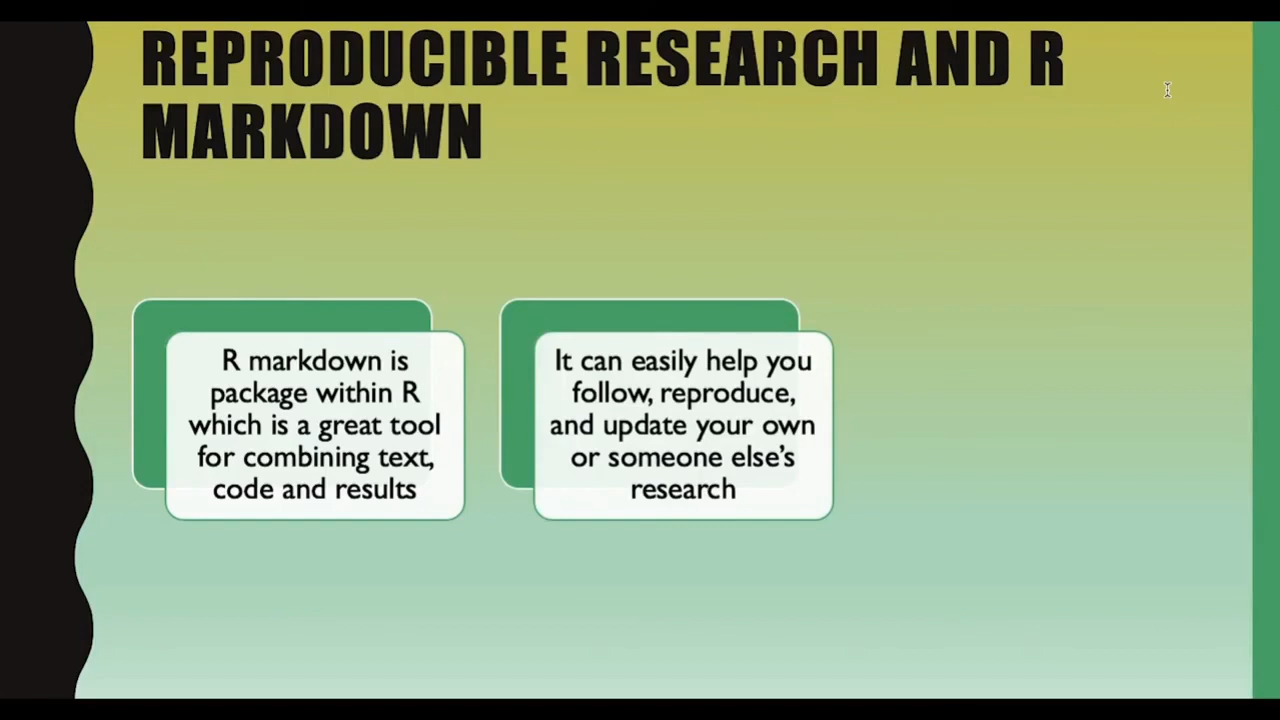 REPRODUCIBLE RESEARCH AND R
MARKDOWN
R markdown is
package within R
which is a great tool
for combining text,
code and results
It can easily help you
follow, reproduce,
and update your own
or someone else's
research